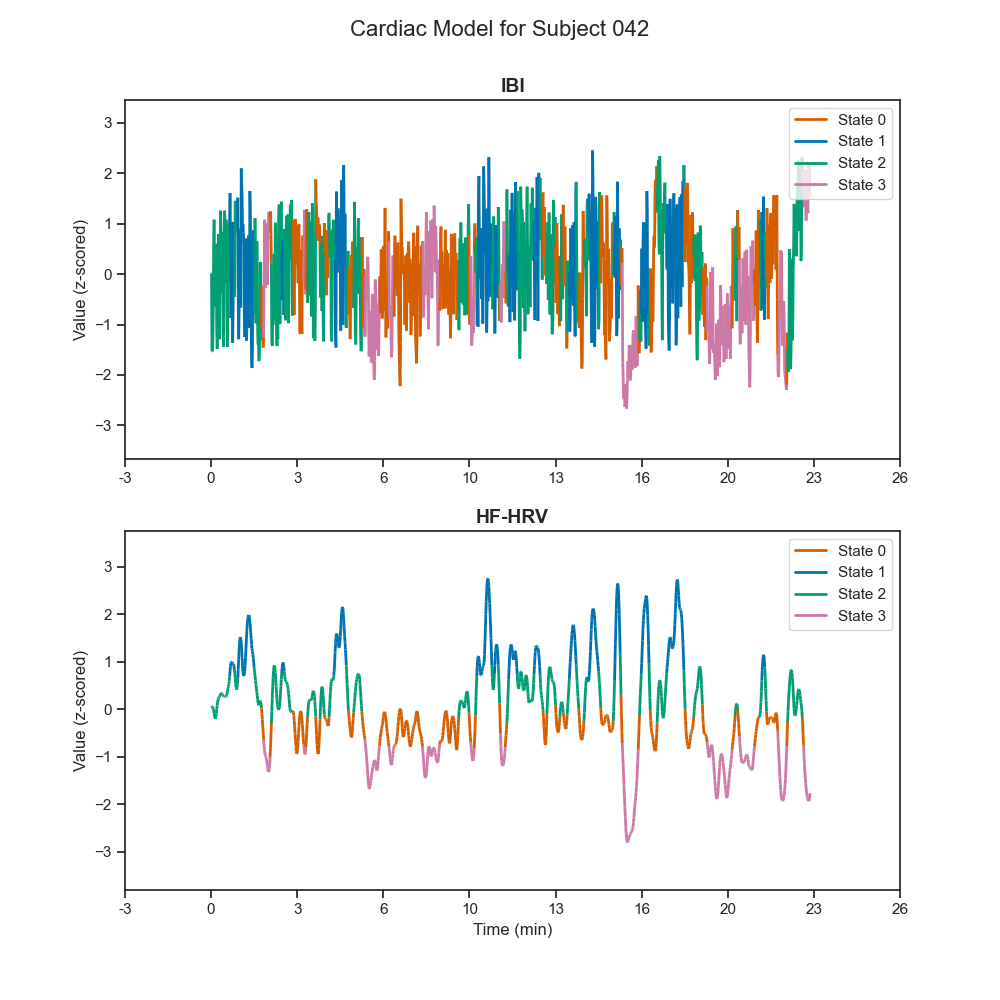 Cardiac Model for Subject 042
IBI
Value (z-scored)
3
2
1
0
−1
−2
−3
-3
0
3
6
10
13
16
20
23
26
State 0
State 1
State 2
State 3
HF-HRV
Value (z-scored)
3
2
1
0
−1
−2
−3
-3
0
3
6
10
13
16
20
23
26
State 0
State 1
State 2
State 3
Time (min)